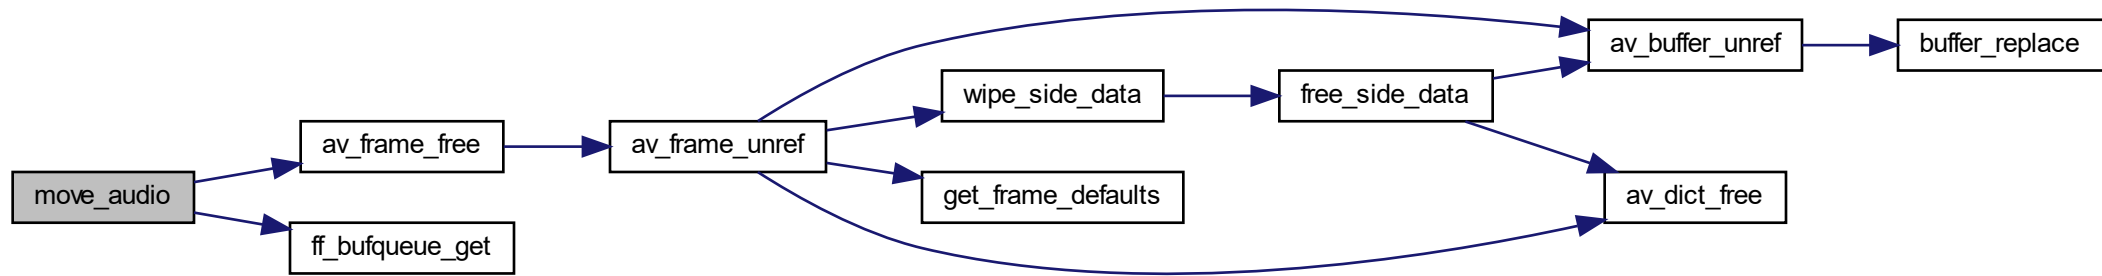 move_audio
av_frame_free
ff_bufqueue_get
av_frame_unref
wipe_side_data
get_frame_defaults
free_side_data
av_buffer_unref
av_dict_free
buffer_replace